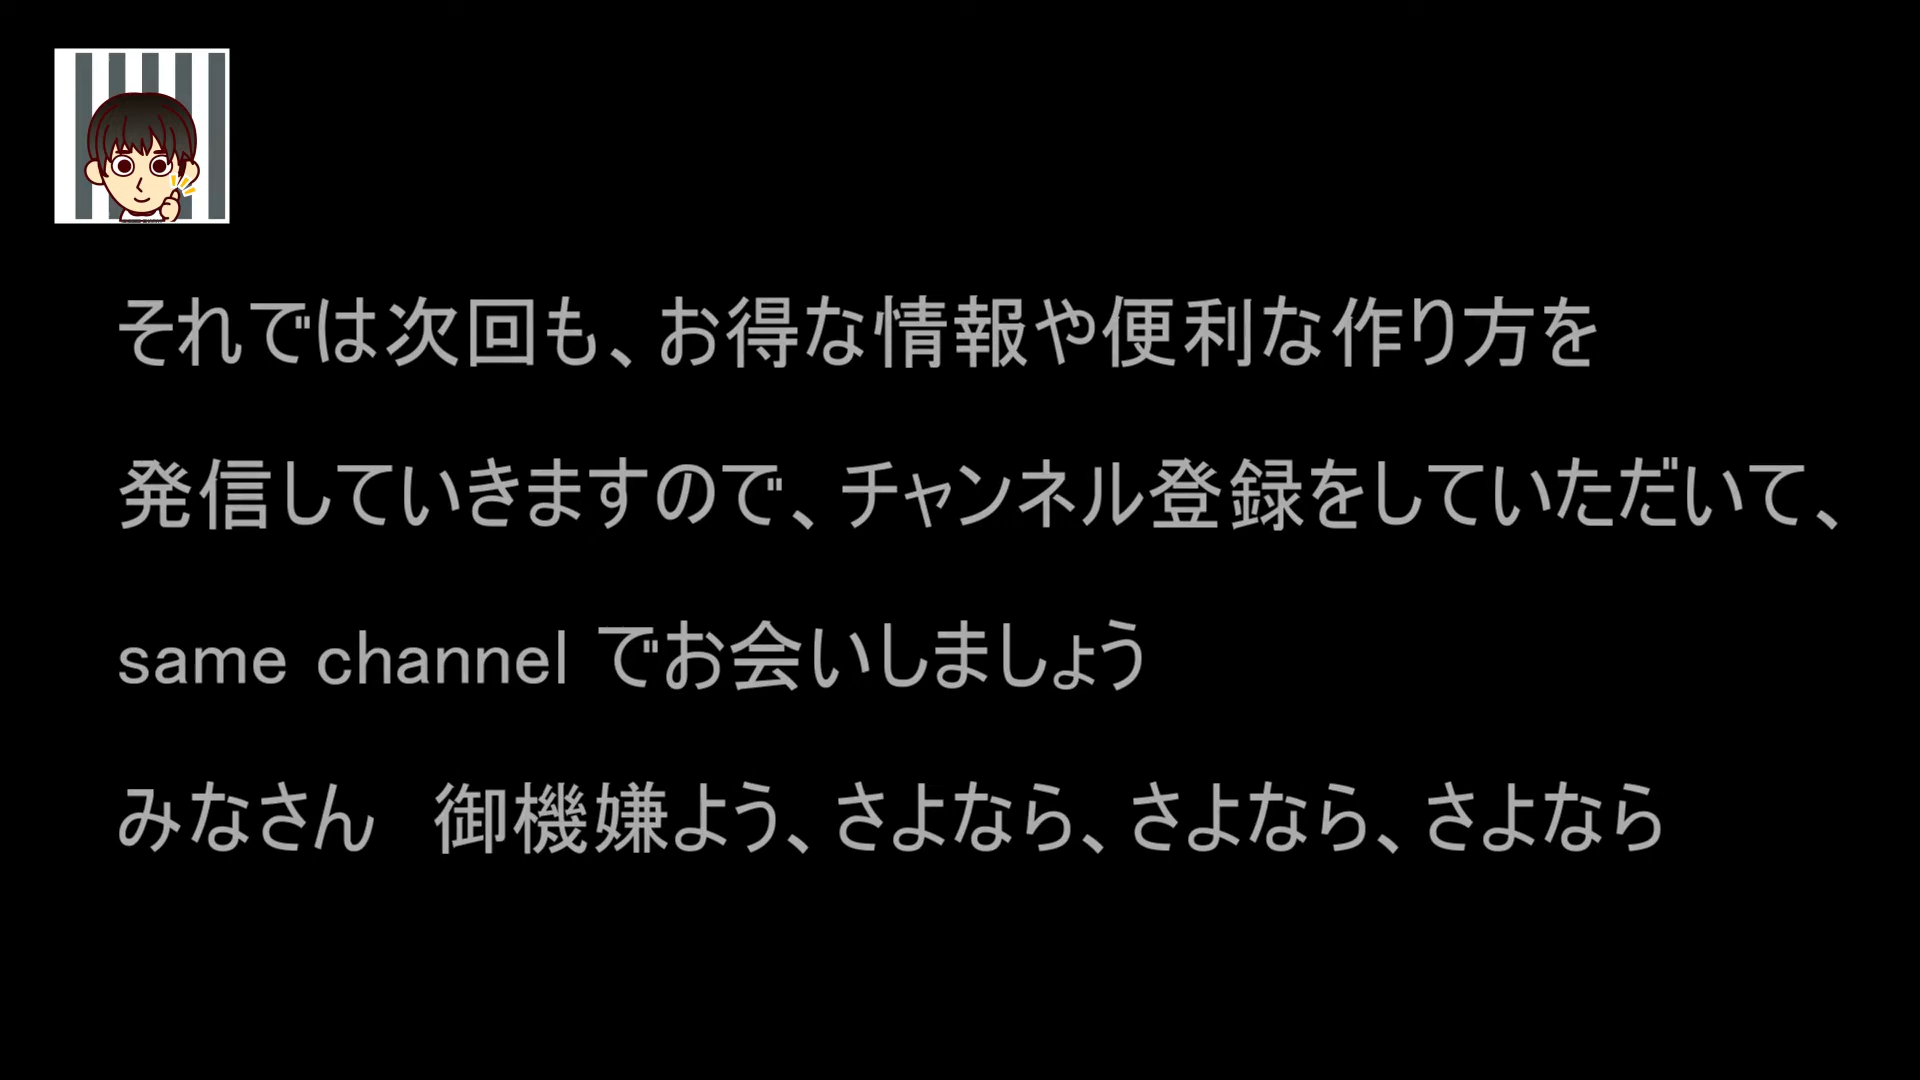 それでは次回も、お得な情報や便利な作り方を
発信していきますので、チャンネル登録をしていただいて、
same channel でお会いしましょう
みなさん　御機嫌よう、さよなら、さよなら、さよなら